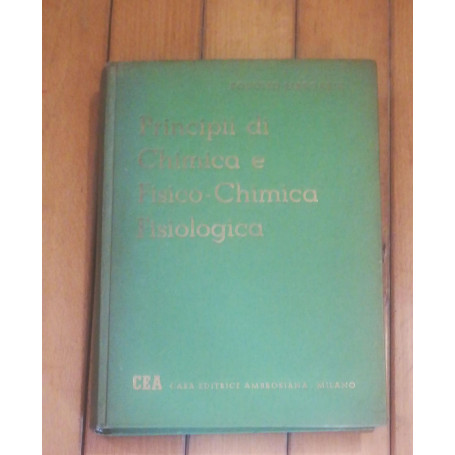 Principii di
Chimica e
Fisico-Chimica
Fisiologica
CEA CASA EDITRICE AMBROSIANA MILANO